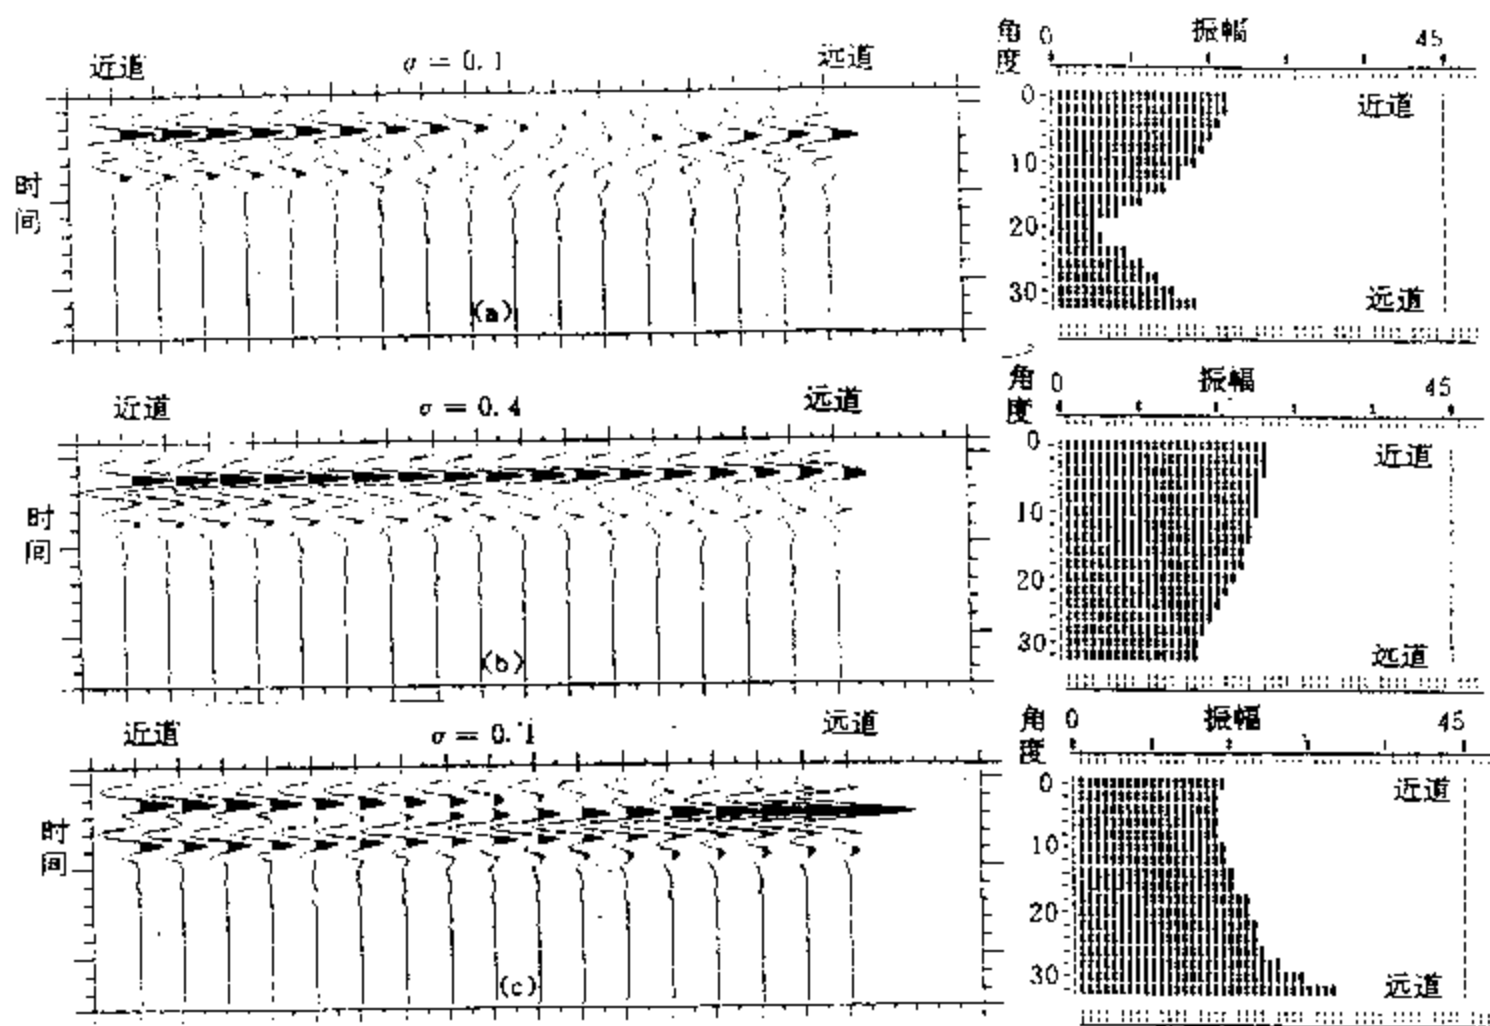 近道 σ = 0.1 远道
时间
(a)
角度 0 振幅 45
0
10
20
30
近道
远道
近道 σ = 0.4 远道
时间
(b)
角度 0 振幅 45
0
10
20
30
近道
远道
近道 σ = 0.1 远道
时间
(c)
角度 0 振幅 45
0
10
20
30
近道
远道